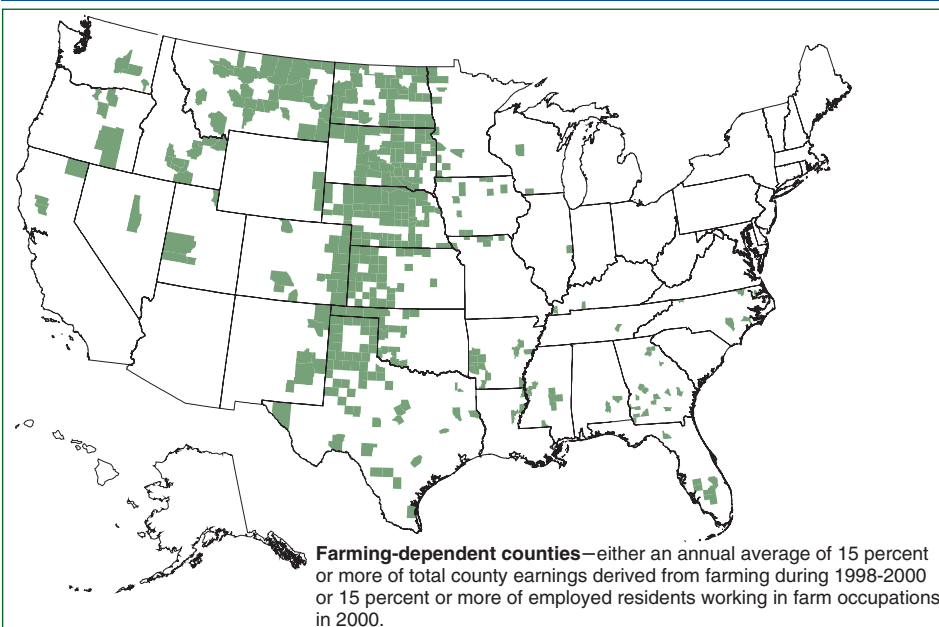 Farming-dependent counties—either an annual average of 15 percent
or more of total county earnings derived from farming during 1998-2000
or 15 percent or more of employed residents working in farm occupations
in 2000.